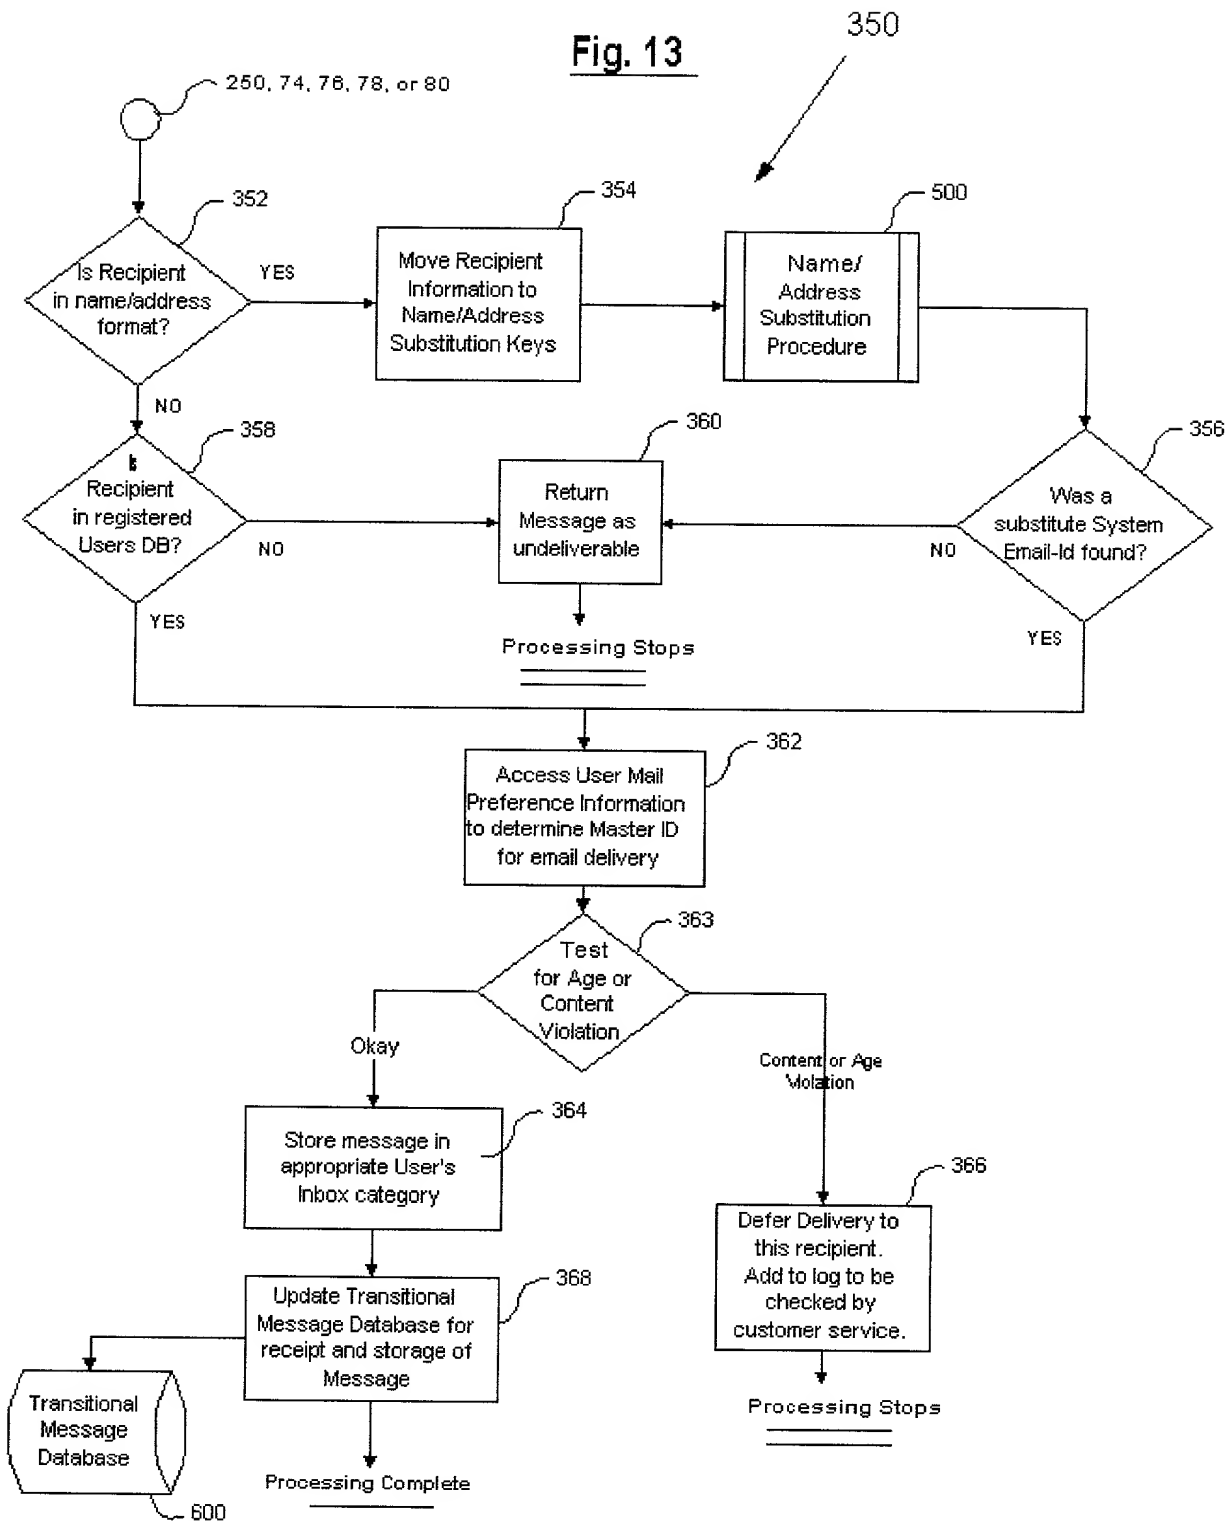 Fig. 13
350
250, 74, 76, 78, or 80
352
Is Recipient
in name/address
format?
YES
NO
354
Move Recipient
Information to
Name/Address
Substitution Keys
500
Name/
Address
Substitution
Procedure
358
Is
Recipient
in registered
Users DB?
NO
YES
360
Return
Message as
undeliverable
Processing Stops
356
Was a
substitute System
Email-Id found?
NO
YES
362
Access User Mail
Preference Information
to determine Master ID
for email delivery
363
Test
for Age or
Content
Violation
Okay
Content or Age
Violation
364
Store message in
appropriate User's
Inbox category
366
Defer Delivery to
this recipient.
Add to log to be
checked by
customer service.
Processing Stops
368
Update Transitional
Message Database for
receipt and storage of
Message
Transitional
Message
Database
600
Processing Complete